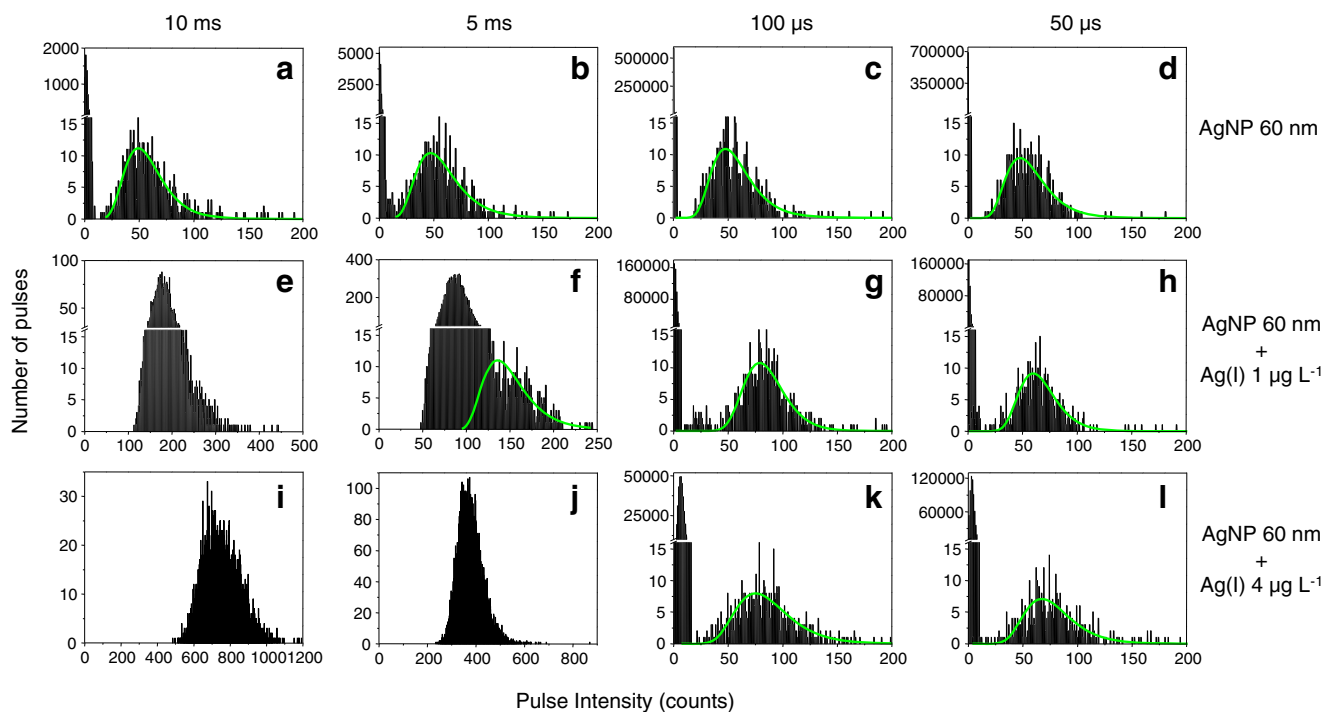 10 ms 5 ms 100 µs 50 µs
Number of pulses
2000
1000
15
10
5
0
0 50 100 150 200
a
5000
2500
15
10
5
0
0 50 100 150 200
b
500000
250000
15
10
5
0
0 50 100 150 200
c
700000
350000
15
10
5
0
0 50 100 150 200
d
AgNP 60 nm
100
50
15
10
5
0
0 100 200 300 400 500
e
400
200
15
10
5
0
0 50 100 150 200 250
f
160000
80000
15
10
5
0
0 50 100 150 200
g
160000
80000
15
10
5
0
0 50 100 150 200
h
AgNP 60 nm
+
Ag(I) 1 µg L⁻¹
30
20
10
0
0 200 400 600 800 1000 1200
i
100
80
60
40
20
0
0 200 400 600 800
j
50000
25000
15
10
5
0
0 50 100 150 200
k
120000
60000
15
10
5
0
0 50 100 150 200
l
AgNP 60 nm
+
Ag(I) 4 µg L⁻¹
Pulse Intensity (counts)